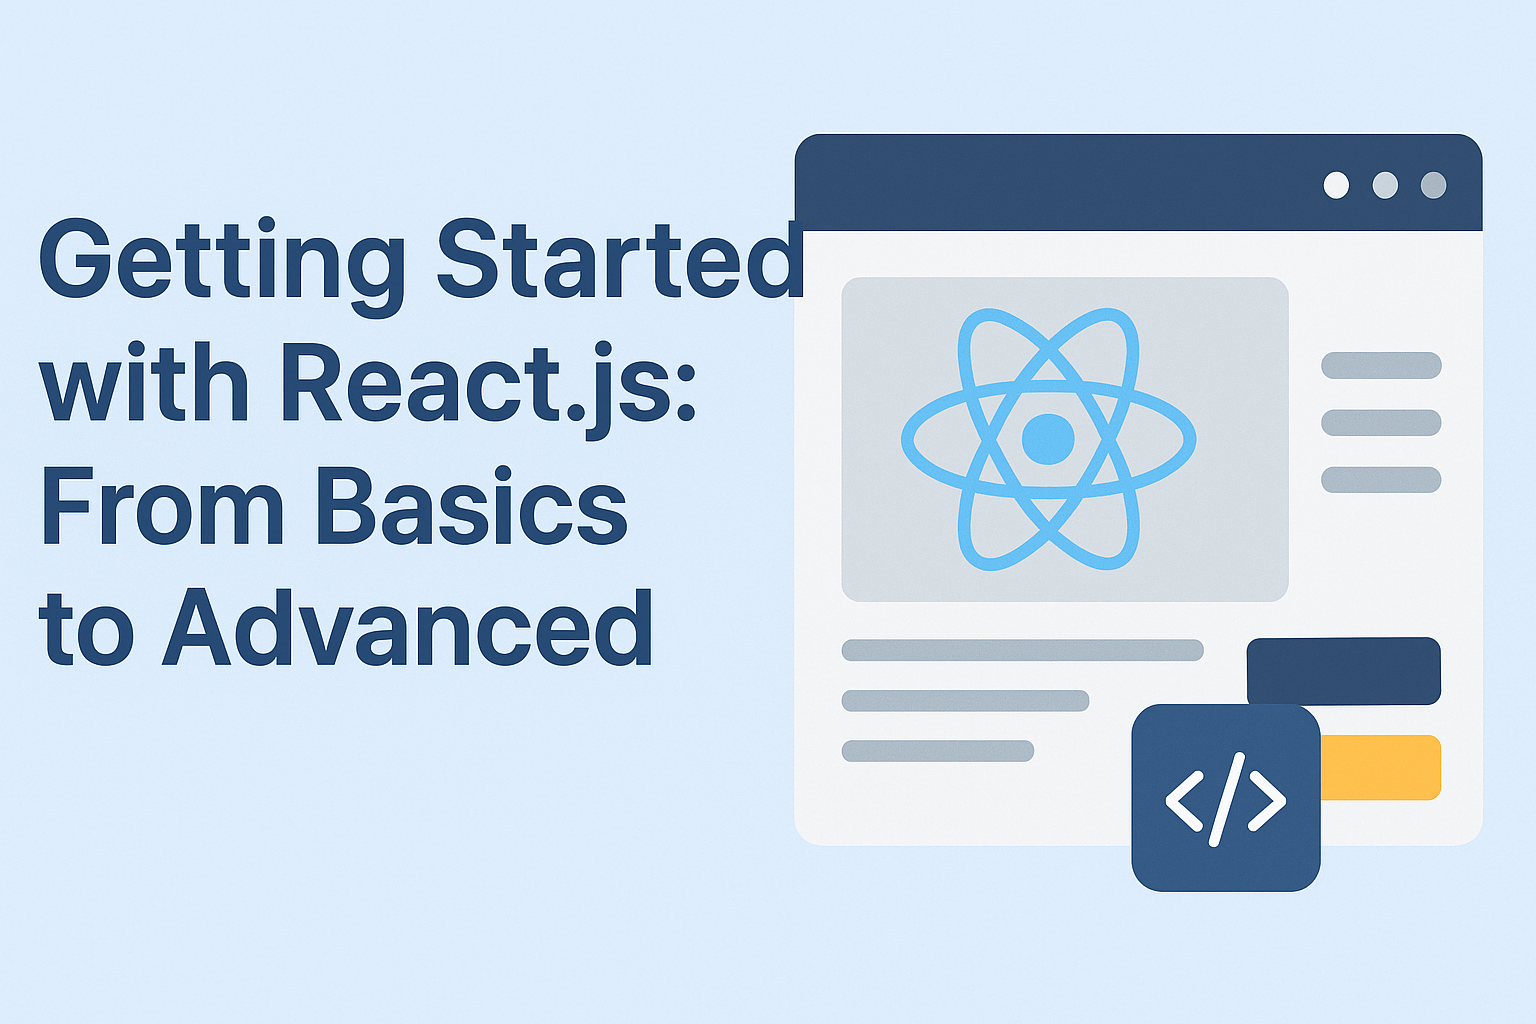 Getting Started
with React.js:
From Basics
to Advanced
</>